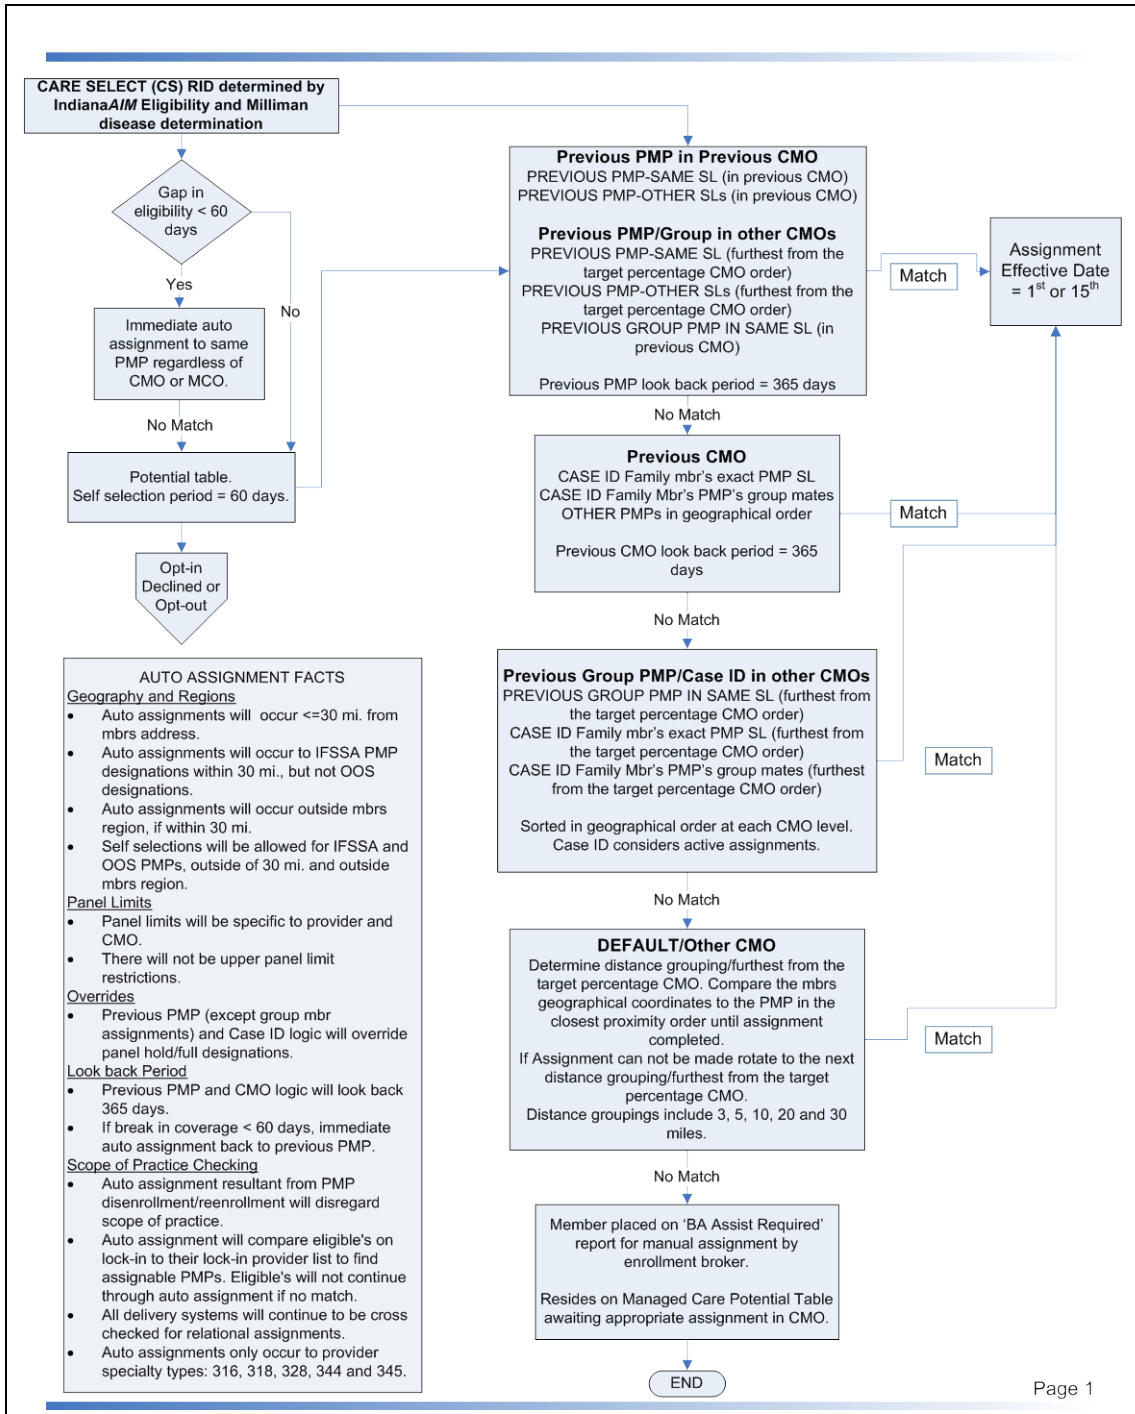 CARE SELECT (CS) RID determined by
IndianaAIM Eligibility and Milliman
disease determination
Gap in
eligibility < 60
days
Yes
No
Immediate auto
assignment to same
PMP regardless of
CMO or MCO.
No Match
Potential table.
Self selection period = 60 days.
Opt-in
Declined or
Opt-out
Previous PMP in Previous CMO
PREVIOUS PMP-SAME SL (in previous CMO)
PREVIOUS PMP-OTHER SLs (in previous CMO)
Previous PMP/Group in other CMOs
PREVIOUS PMP-SAME SL (furthest from the
target percentage CMO order)
PREVIOUS PMP-OTHER SLs (furthest from the
target percentage CMO order)
PREVIOUS GROUP PMP IN SAME SL (in
previous CMO)
Previous PMP look back period = 365 days
Match
Assignment
Effective Date
= 1st or 15th
No Match
Previous CMO
CASE ID Family mbr's exact PMP SL
CASE ID Family Mbr's PMP's group mates
OTHER PMPs in geographical order
Previous CMO look back period = 365
days
Match
No Match
Previous Group PMP/Case ID in other CMOs
PREVIOUS GROUP PMP IN SAME SL (furthest from
the target percentage CMO order)
CASE ID Family mbr's exact PMP SL (furthest from
the target percentage CMO order)
CASE ID Family Mbr's PMP's group mates (furthest
from the target percentage CMO order)
Sorted in geographical order at each CMO level.
Case ID considers active assignments.
Match
No Match
DEFAULT/Other CMO
Determine distance grouping/furthest from the
target percentage CMO. Compare the mbrs
geographical coordinates to the PMP in the
closest proximity order until assignment
completed.
If Assignment can not be made rotate to the next
distance grouping/furthest from the target
percentage CMO.
Distance groupings include 3, 5, 10, 20 and 30
miles.
Match
No Match
Member placed on 'BA Assist Required'
report for manual assignment by
enrollment broker.
Resides on Managed Care Potential Table
awaiting appropriate assignment in CMO.
END
AUTO ASSIGNMENT FACTS
Geography and Regions
• Auto assignments will occur <=30 mi. from
mbrs address.
• Auto assignments will occur to IFSSA PMP
designations within 30 mi., but not OOS
designations.
• Auto assignments will occur outside mbrs
region, if within 30 mi.
• Self selections will be allowed for IFSSA and
OOS PMPs, outside of 30 mi. and outside
mbrs region.
Panel Limits
• Panel limits will be specific to provider and
CMO.
• There will not be upper panel limit
restrictions.
Overrides
• Previous PMP (except group mbr
assignments) and Case ID logic will override
panel hold/full designations.
Look back Period
• Previous PMP and CMO logic will look back
365 days.
• If break in coverage < 60 days, immediate
auto assignment back to previous PMP.
Scope of Practice Checking
• Auto assignment resultant from PMP
disenrollment/reenrollment will disregard
scope of practice.
• Auto assignment will compare eligible's on
lock-in to their lock-in provider list to find
assignable PMPs. Eligible's will not continue
through auto assignment if no match.
• All delivery systems will continue to be cross
checked for relational assignments.
• Auto assignments only occur to provider
specialty types: 316, 318, 328, 344 and 345.
Page 1